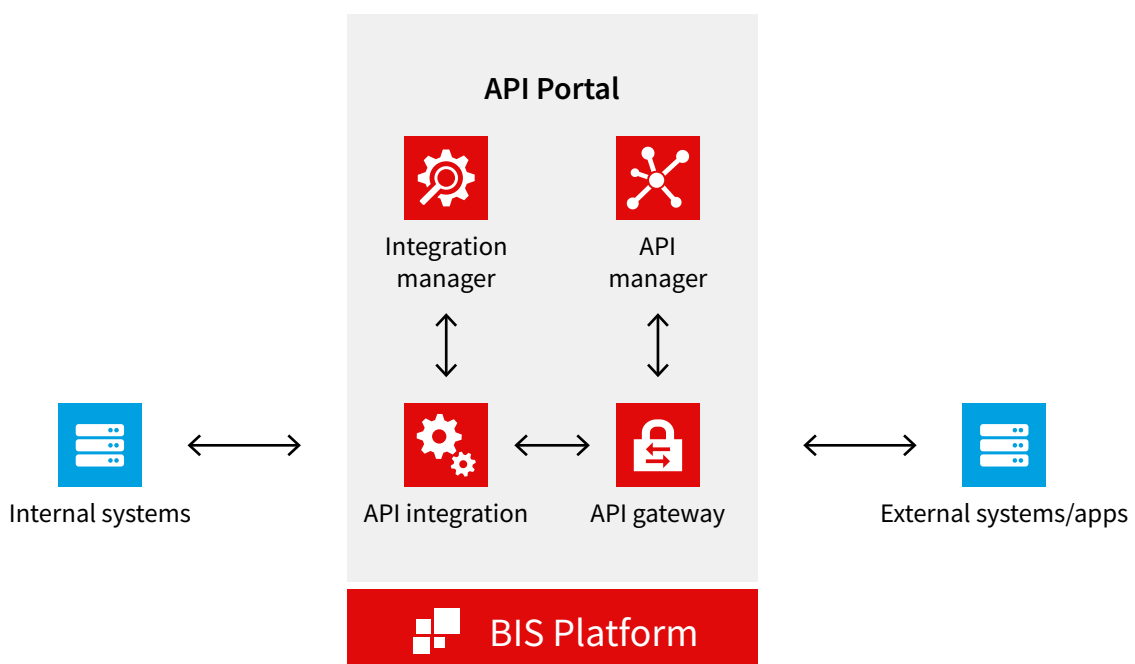 API Portal
Integration
manager
API
manager
Internal systems
API integration
API gateway
External systems/apps
BIS Platform